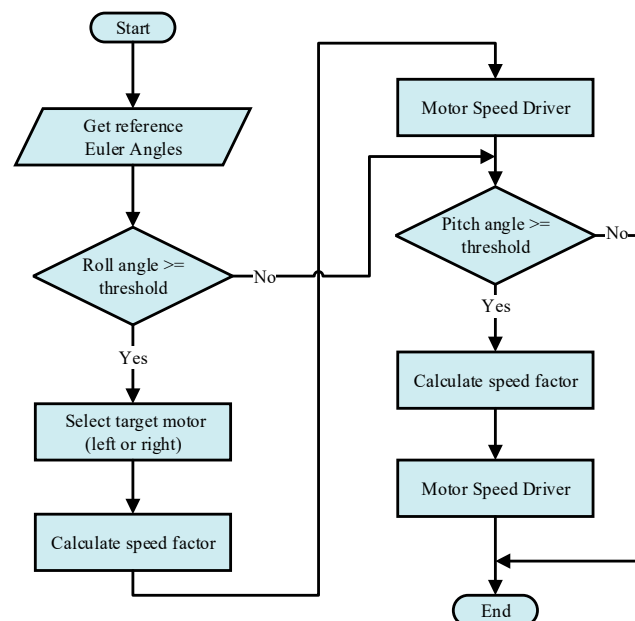 Start
Get reference
Euler Angles
Roll angle >=
threshold
No
Yes
Select target motor
(left or right)
Calculate speed factor
Motor Speed Driver
Pitch angle >=
threshold
No
Yes
Calculate speed factor
Motor Speed Driver
End